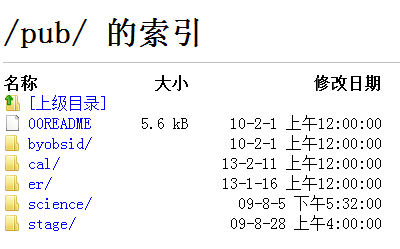 /pub/ 的索引
名称 大小 修改日期
[上级目录]
00README 5.6 kB 10-2-1 上午12:00:00
byobsid/ 10-2-1 上午12:00:00
cal/ 13-2-11 上午12:00:00
er/ 13-1-16 上午12:00:00
science/ 09-8-5 下午5:32:00
stage/ 09-8-28 上午4:00:00